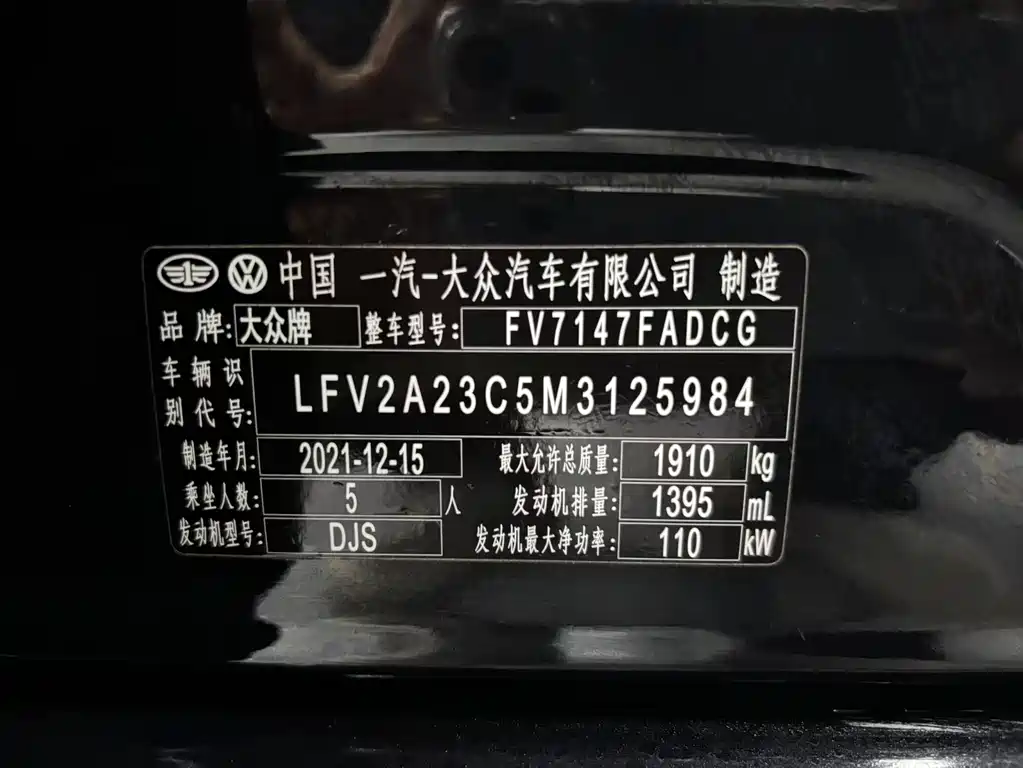 中国 一汽-大众汽车有限公司 制造
品 牌: 大众牌 整车型号: FV7147FADCG
车辆识
别代号: LFV2A23C5M3125984
制造年月: 2021-12-15 最大允许总质量: 1910 kg
乘坐人数: 5 人 发动机排量: 1395 mL
发动机型号: DJS 发动机最大净功率: 110 kW